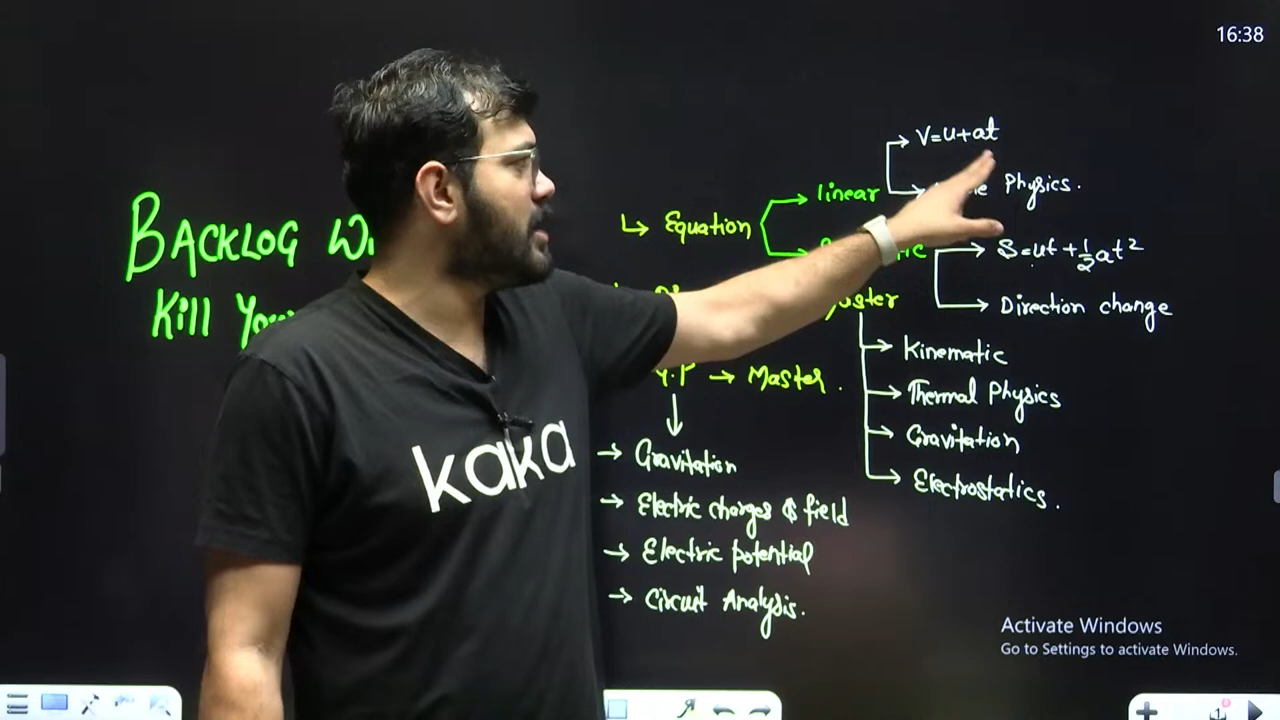 16:38
V=u+at
linear
Physics.
BACKLOG
↳ Equation
S=ut+½at²
Direction change
Kill
→ Master.
Kinematic
Thermal Physics
Gravitation
Electrostatics.
→ Gravitation
→ Electric charges & field
→ Electric potential
→ Circuit Analysis.
kaka
Activate Windows
Go to Settings to activate Windows.